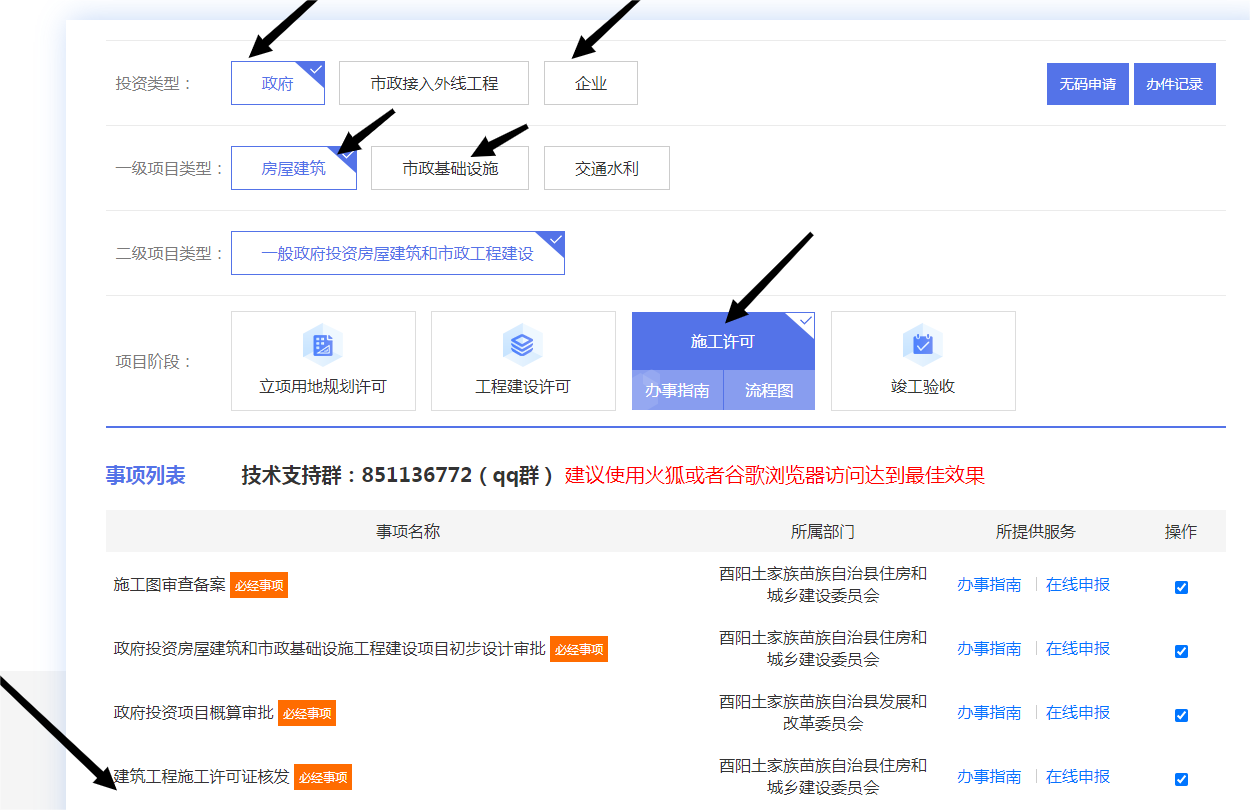 投资类型：
政府
市政接入外线工程
企业
无码申请
办件记录
一级项目类型：
房屋建筑
市政基础设施
交通水利
二级项目类型：
一般政府投资房屋建筑和市政工程建设
项目阶段：
立项用地规划许可
工程建设许可
施工许可
办事指南
流程图
竣工验收
事项列表
技术支持群：851136772（qq群）
建议使用火狐或者谷歌浏览器访问达到最佳效果
事项名称
所属部门
所提供服务
操作
施工图审查备案 必经事项
酉阳土家族苗族自治县住房和
城乡建设委员会
办事指南
在线申报
政府投资房屋建筑和市政基础设施工程建设项目初步设计审批 必经事项
酉阳土家族苗族自治县住房和
城乡建设委员会
办事指南
在线申报
政府投资项目概算审批 必经事项
酉阳土家族苗族自治县发展和
改革委员会
办事指南
在线申报
建筑工程施工许可证核发 必经事项
酉阳土家族苗族自治县住房和
城乡建设委员会
办事指南
在线申报